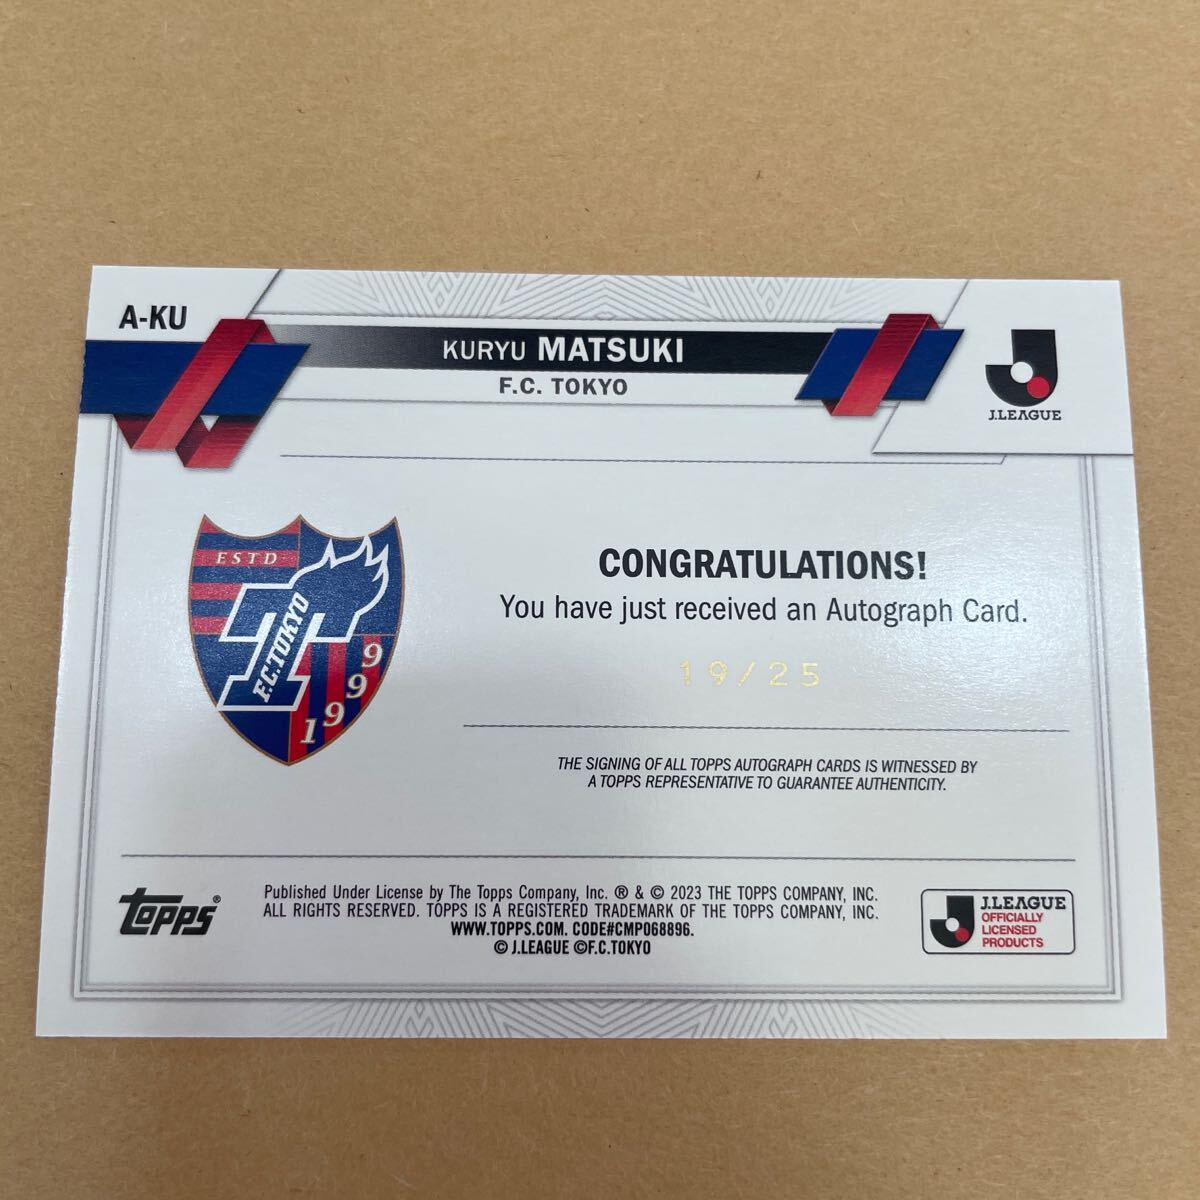 A-KU
KURYU MATSUKI
F.C. TOKYO
J.LEAGUE
ESTD
F.C.TOKYO
1999
CONGRATULATIONS!
You have just received an Autograph Card.
19/25
THE SIGNING OF ALL TOPPS AUTOGRAPH CARDS IS WITNESSED BY
A TOPPS REPRESENTATIVE TO GUARANTEE AUTHENTICITY.
topps®
Published Under License by The Topps Company, Inc. ® & © 2023 THE TOPPS COMPANY, INC.
ALL RIGHTS RESERVED. TOPPS IS A REGISTERED TRADEMARK OF THE TOPPS COMPANY, INC.
WWW.TOPPS.COM. CODE#CMP068896.
© J.LEAGUE ©F.C.TOKYO
J.LEAGUE
OFFICIALLY
LICENSED
PRODUCTS